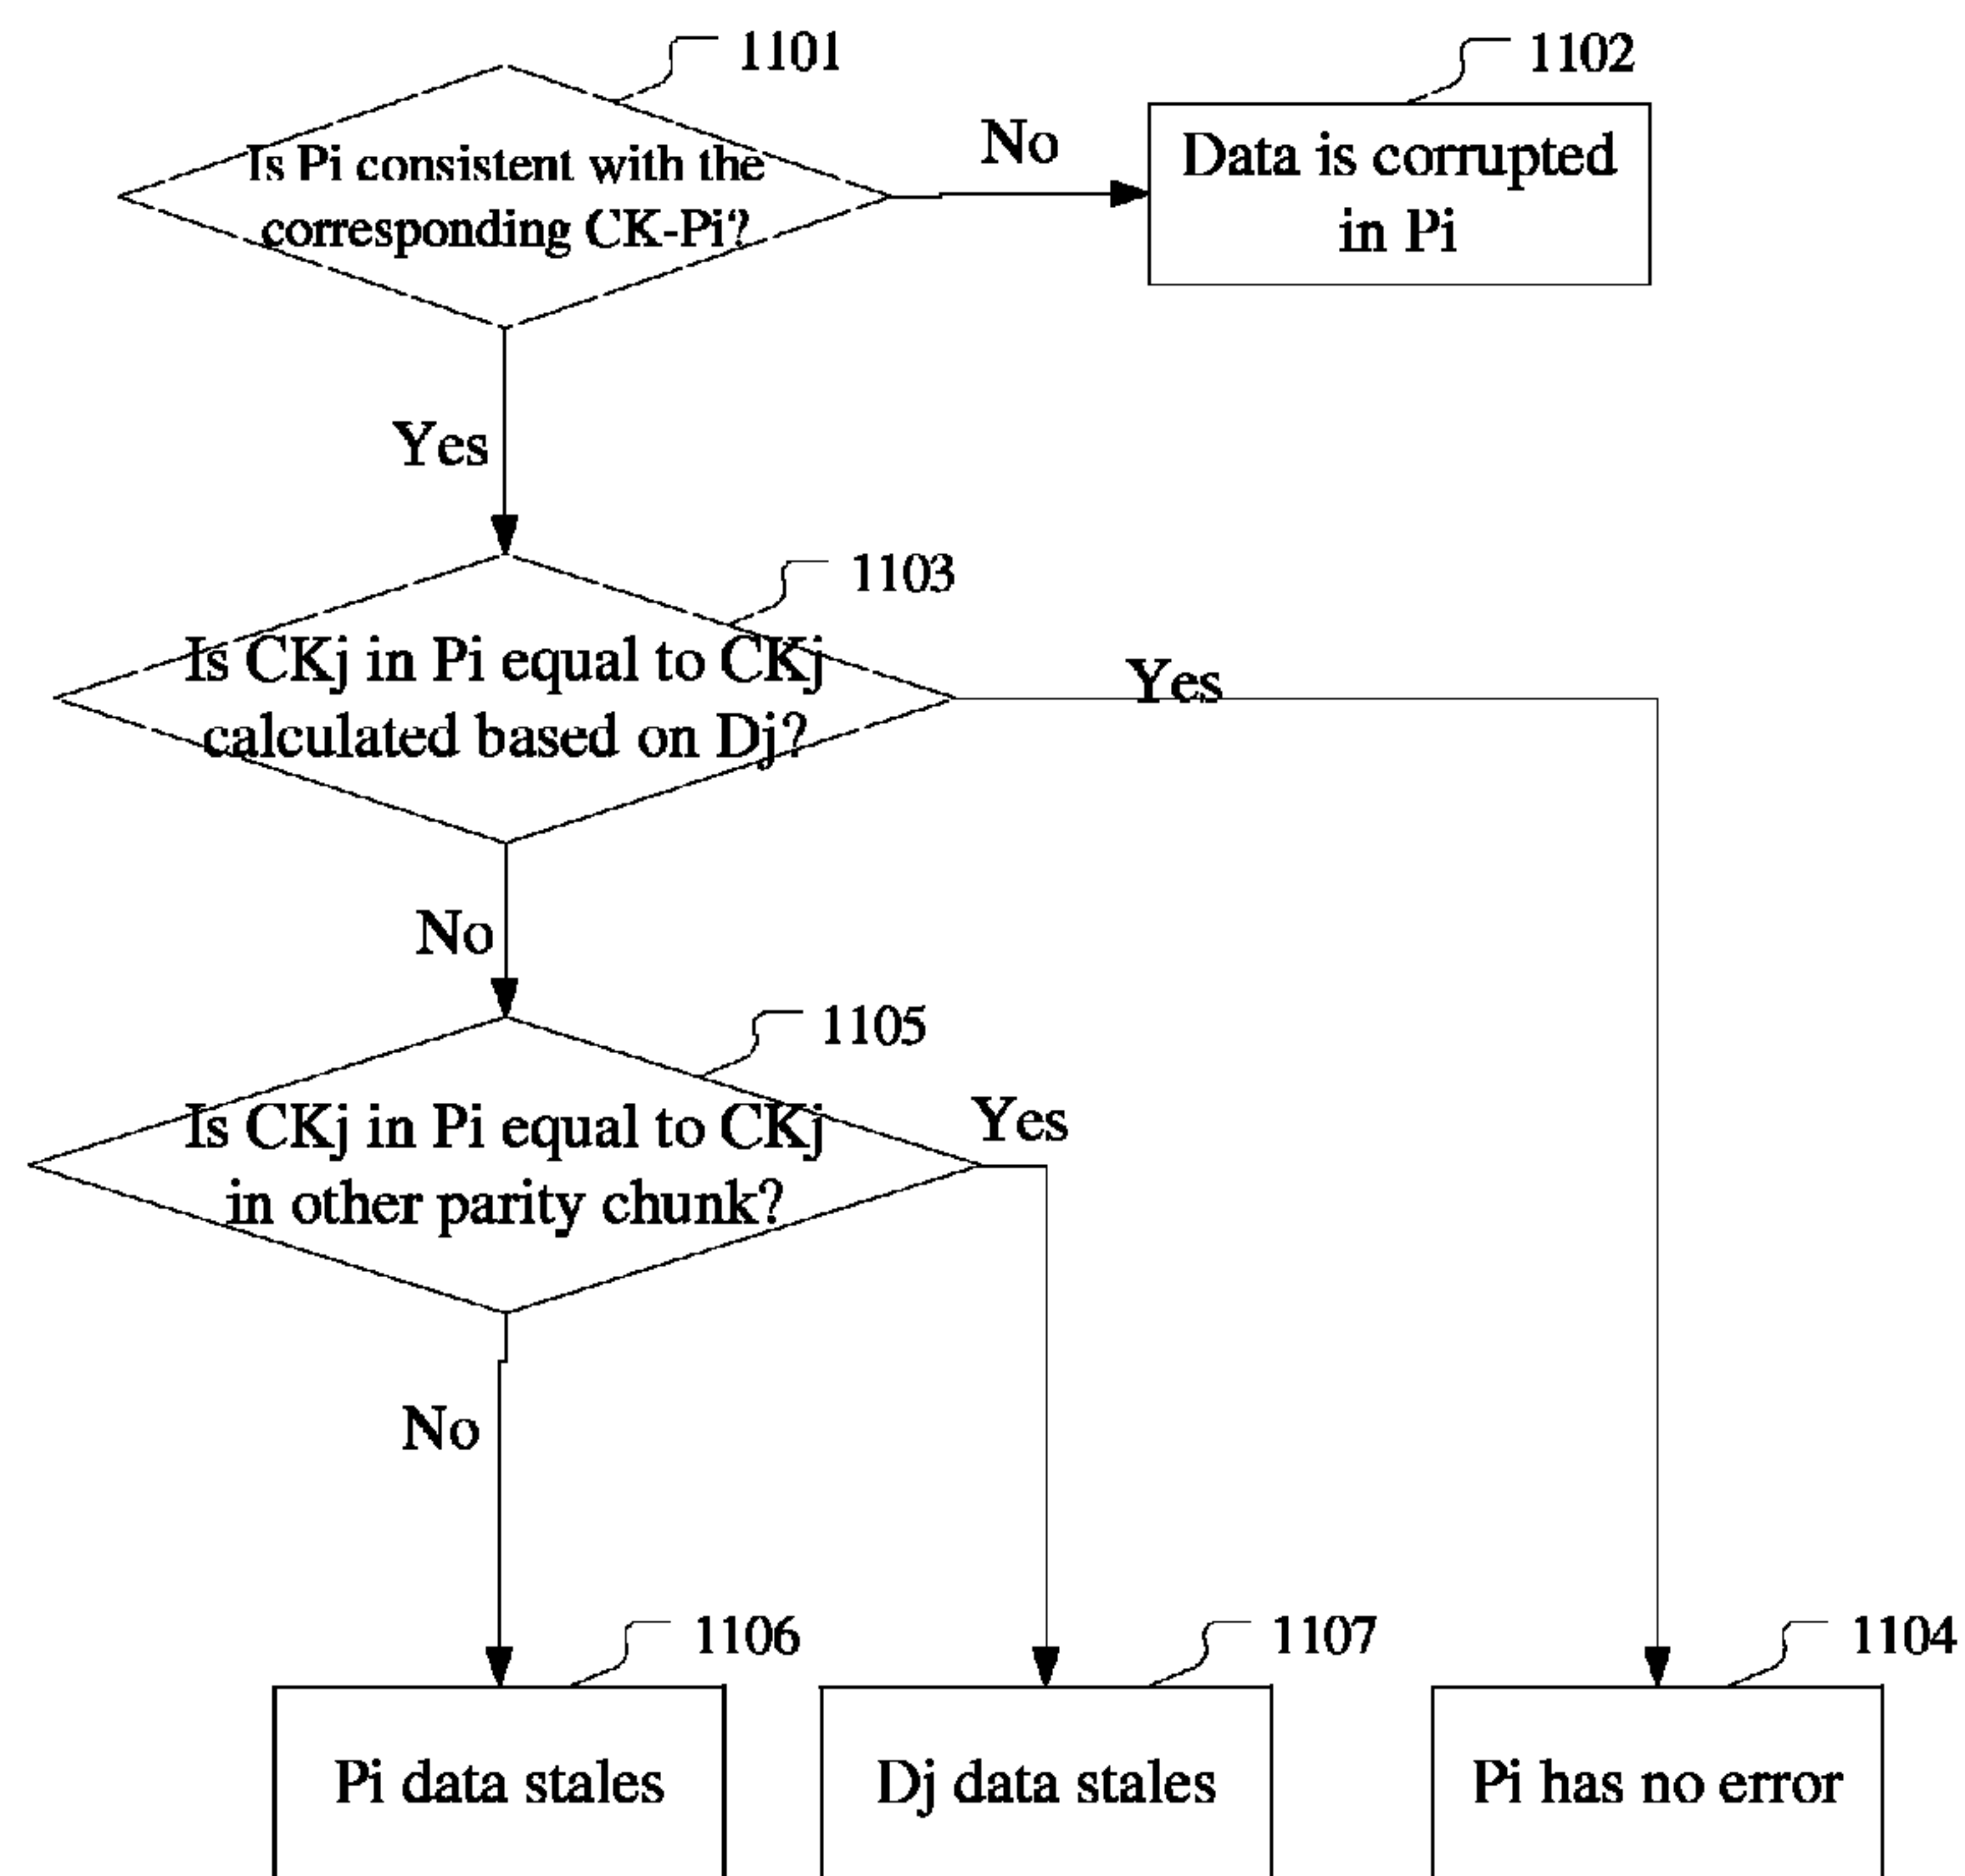 1101
1102
Is Pi consistent with the
corresponding CK-Pi?
No
Data is corrupted
in Pi
Yes
1103
Is CKj in Pi equal to CKj
calculated based on Dj?
Yes
No
1105
Is CKj in Pi equal to CKj
in other parity chunk?
Yes
No
1106
1107
1104
Pi data stales
Dj data stales
Pi has no error